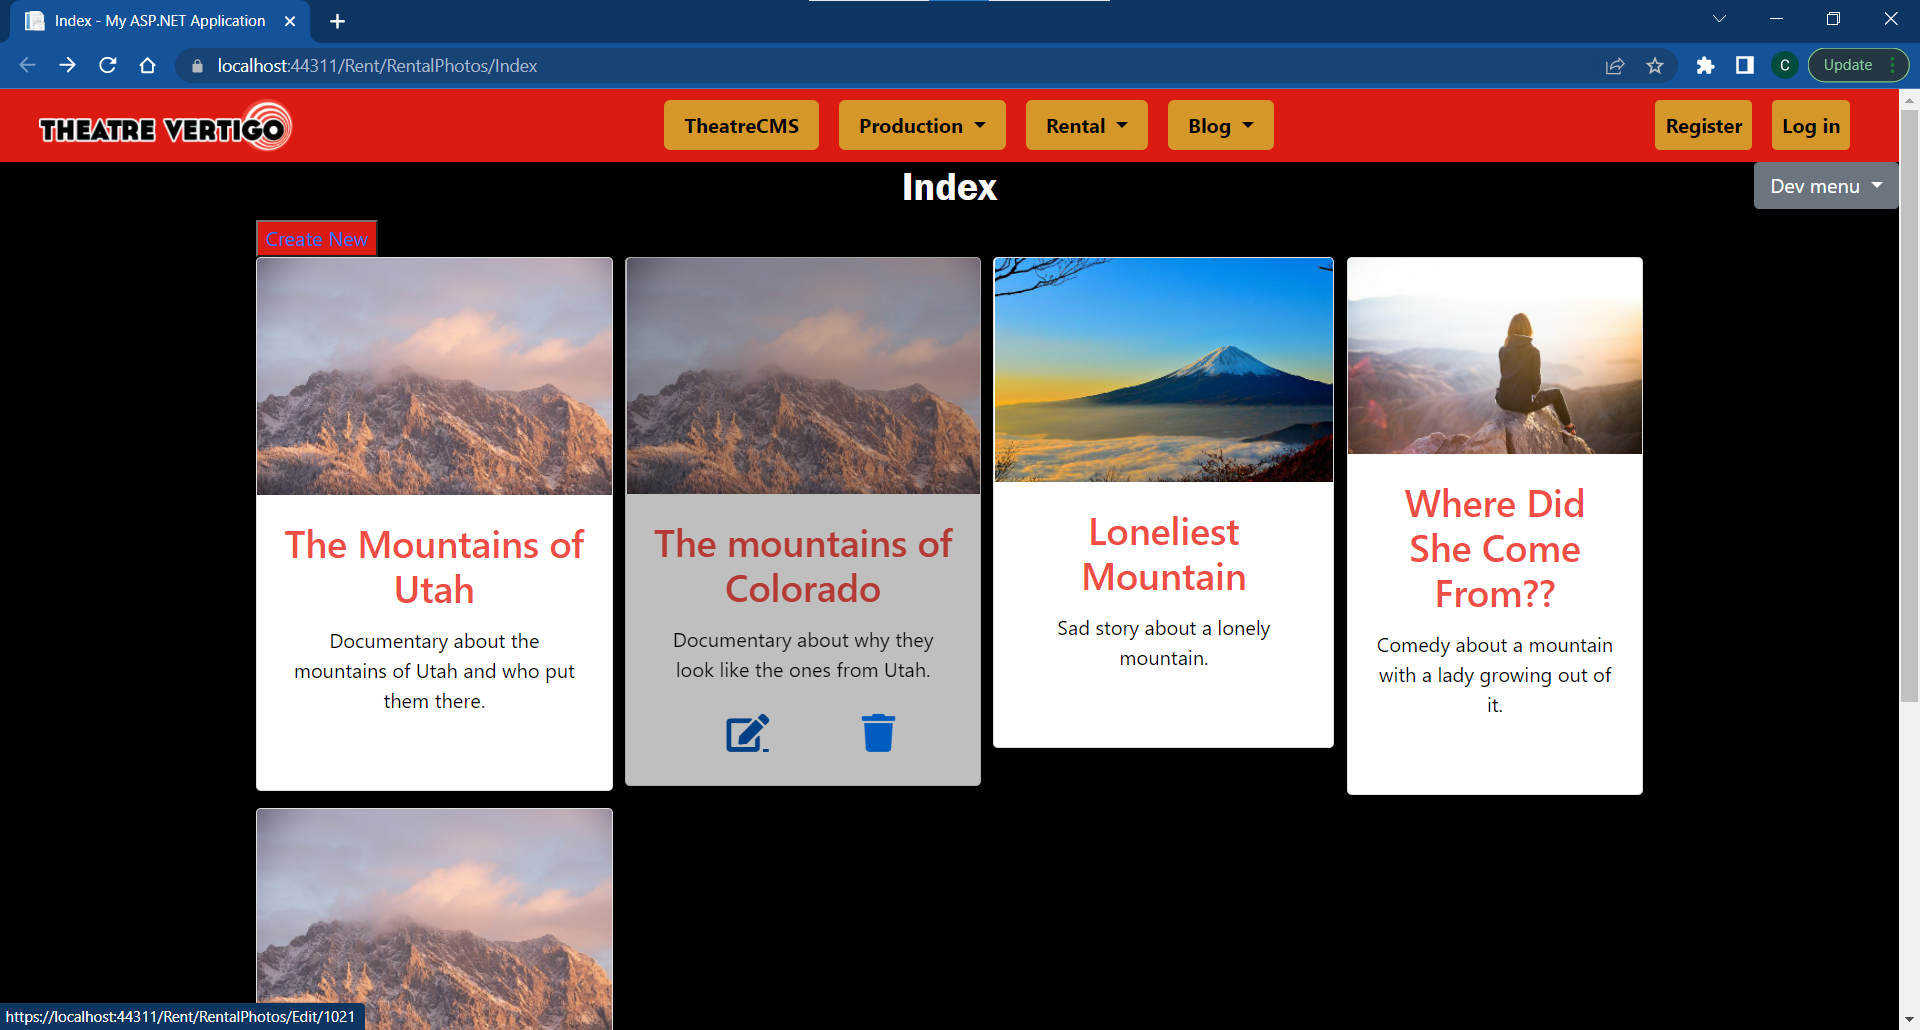 Index - My ASP.NET Application
localhost:44311/Rent/RentalPhotos/Index
C
Update
THEATRE VERTIGO
TheatreCMS
Production
Rental
Blog
Register
Log in
Index
Dev menu
Create New
The Mountains of
Utah
Documentary about the
mountains of Utah and who put
them there.
The mountains of
Colorado
Documentary about why they
look like the ones from Utah.
Loneliest
Mountain
Sad story about a lonely
mountain.
Where Did
She Come
From??
Comedy about a mountain
with a lady growing out of
it.
https://localhost:44311/Rent/RentalPhotos/Edit/1021